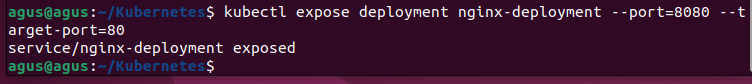 agus@agus:~/Kubernetes$ kubectl expose deployment nginx-deployment --port=8080 --t
arget-port=80
service/nginx-deployment exposed
agus@agus:~/Kubernetes$